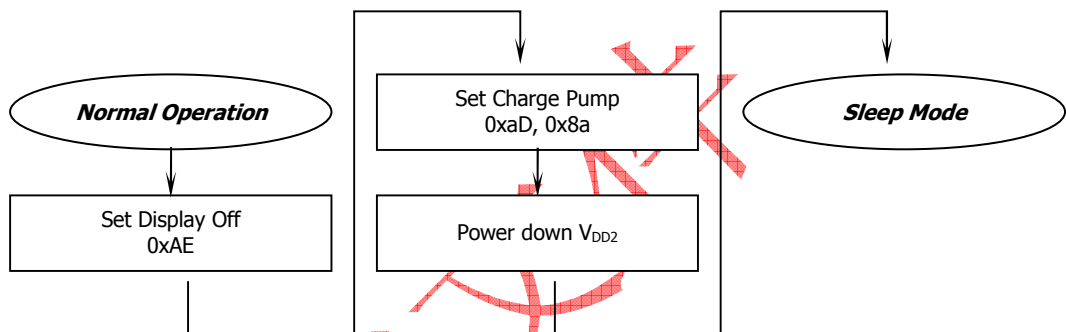 Normal Operation
Set Display Off
0xAE
Set Charge Pump
0xaD, 0x8a
Power down VDD2
Sleep Mode